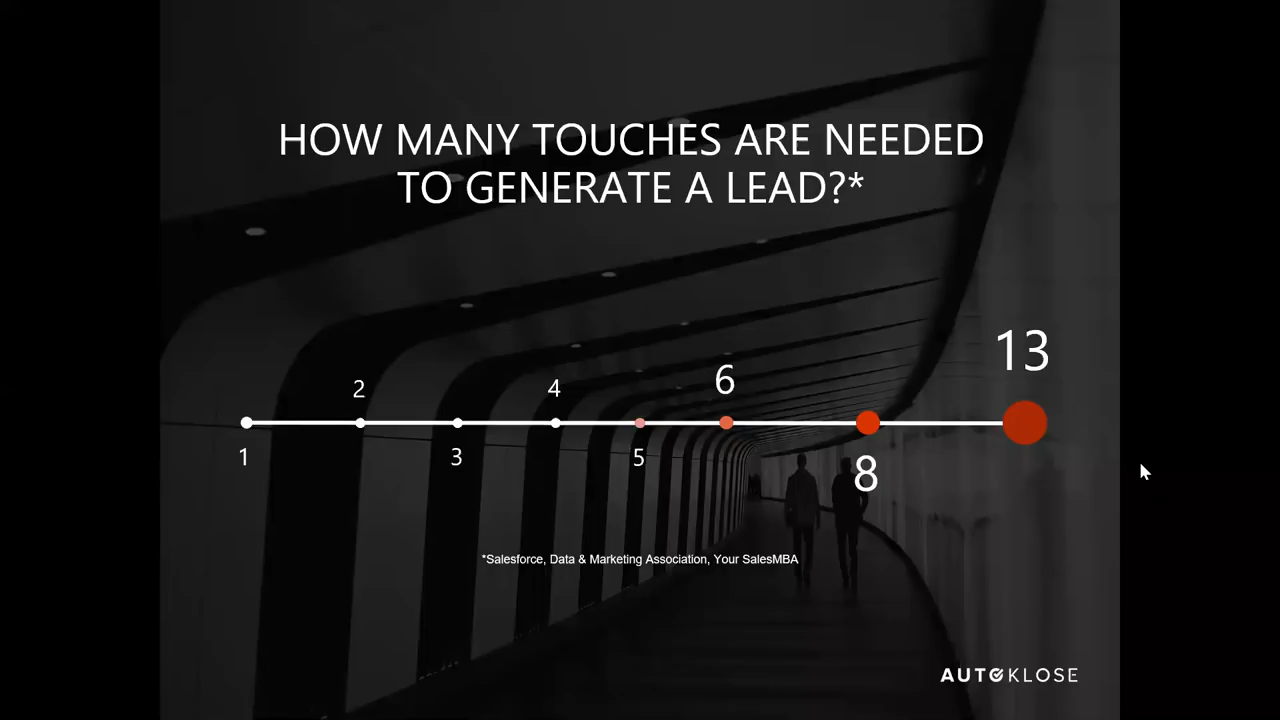 HOW MANY TOUCHES ARE NEEDED
TO GENERATE A LEAD?*
13
6
2
4
1
3
5
8
*Salesforce, Data & Marketing Association, Your SalesMBA
AUTOKLOSE